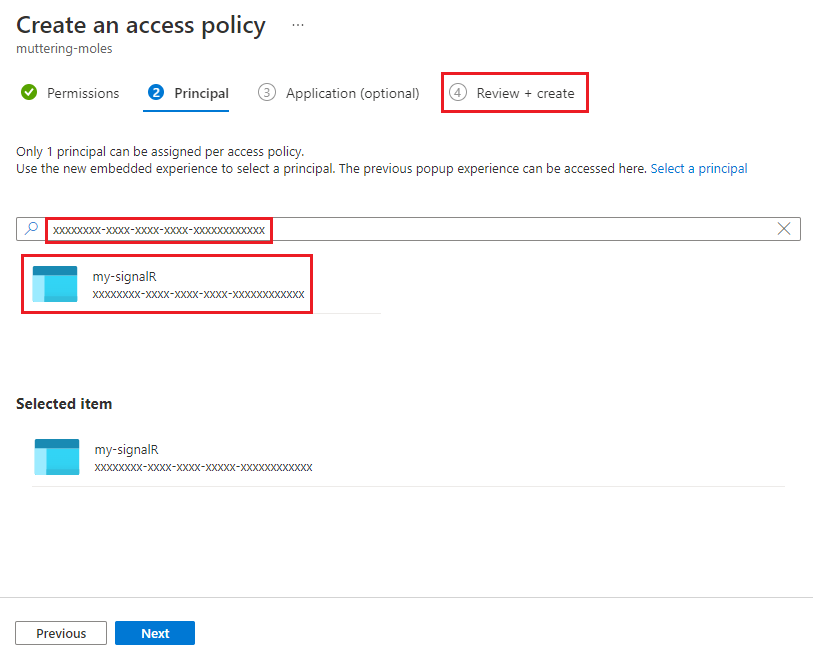 Create an access policy ...
muttering-moles
Permissions 2 Principal 3 Application (optional) 4 Review + create
Only 1 principal can be assigned per access policy.
Use the new embedded experience to select a principal. The previous popup experience can be accessed here. Select a principal
xxxxxxxx-xxxx-xxxx-xxxx-xxxxxxxxxxxx
my-signalR
xxxxxxxx-xxxx-xxxx-xxxx-xxxxxxxxxxxx
Selected item
my-signalR
xxxxxxxx-xxxx-xxxx-xxxxx-xxxxxxxxxxxx
Previous Next